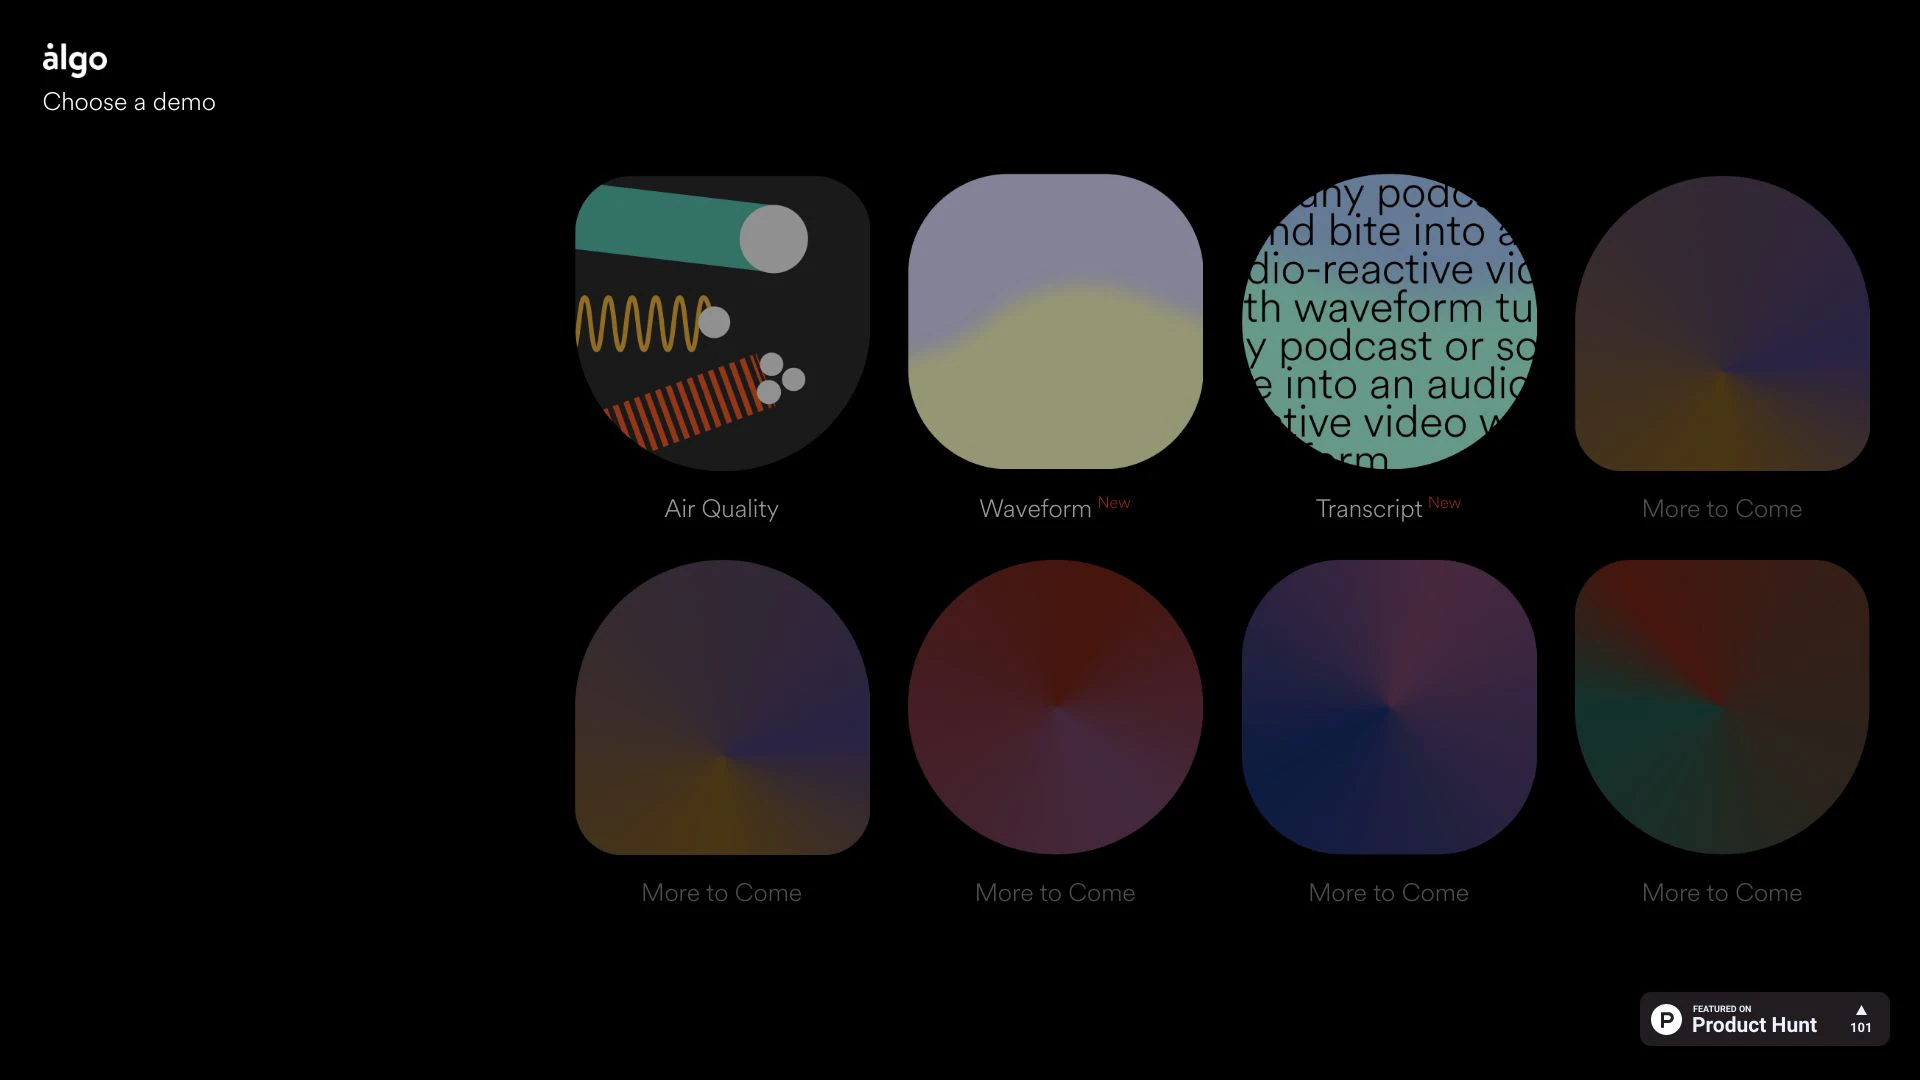 ålgo
Choose a demo
any podc
nd bite into a
dio-reactive vid
th waveform tu
y podcast or so
e into an audio
tive video w
orm
Air Quality
Waveform New
Transcript New
More to Come
More to Come
More to Come
More to Come
More to Come
FEATURED ON
Product Hunt
101